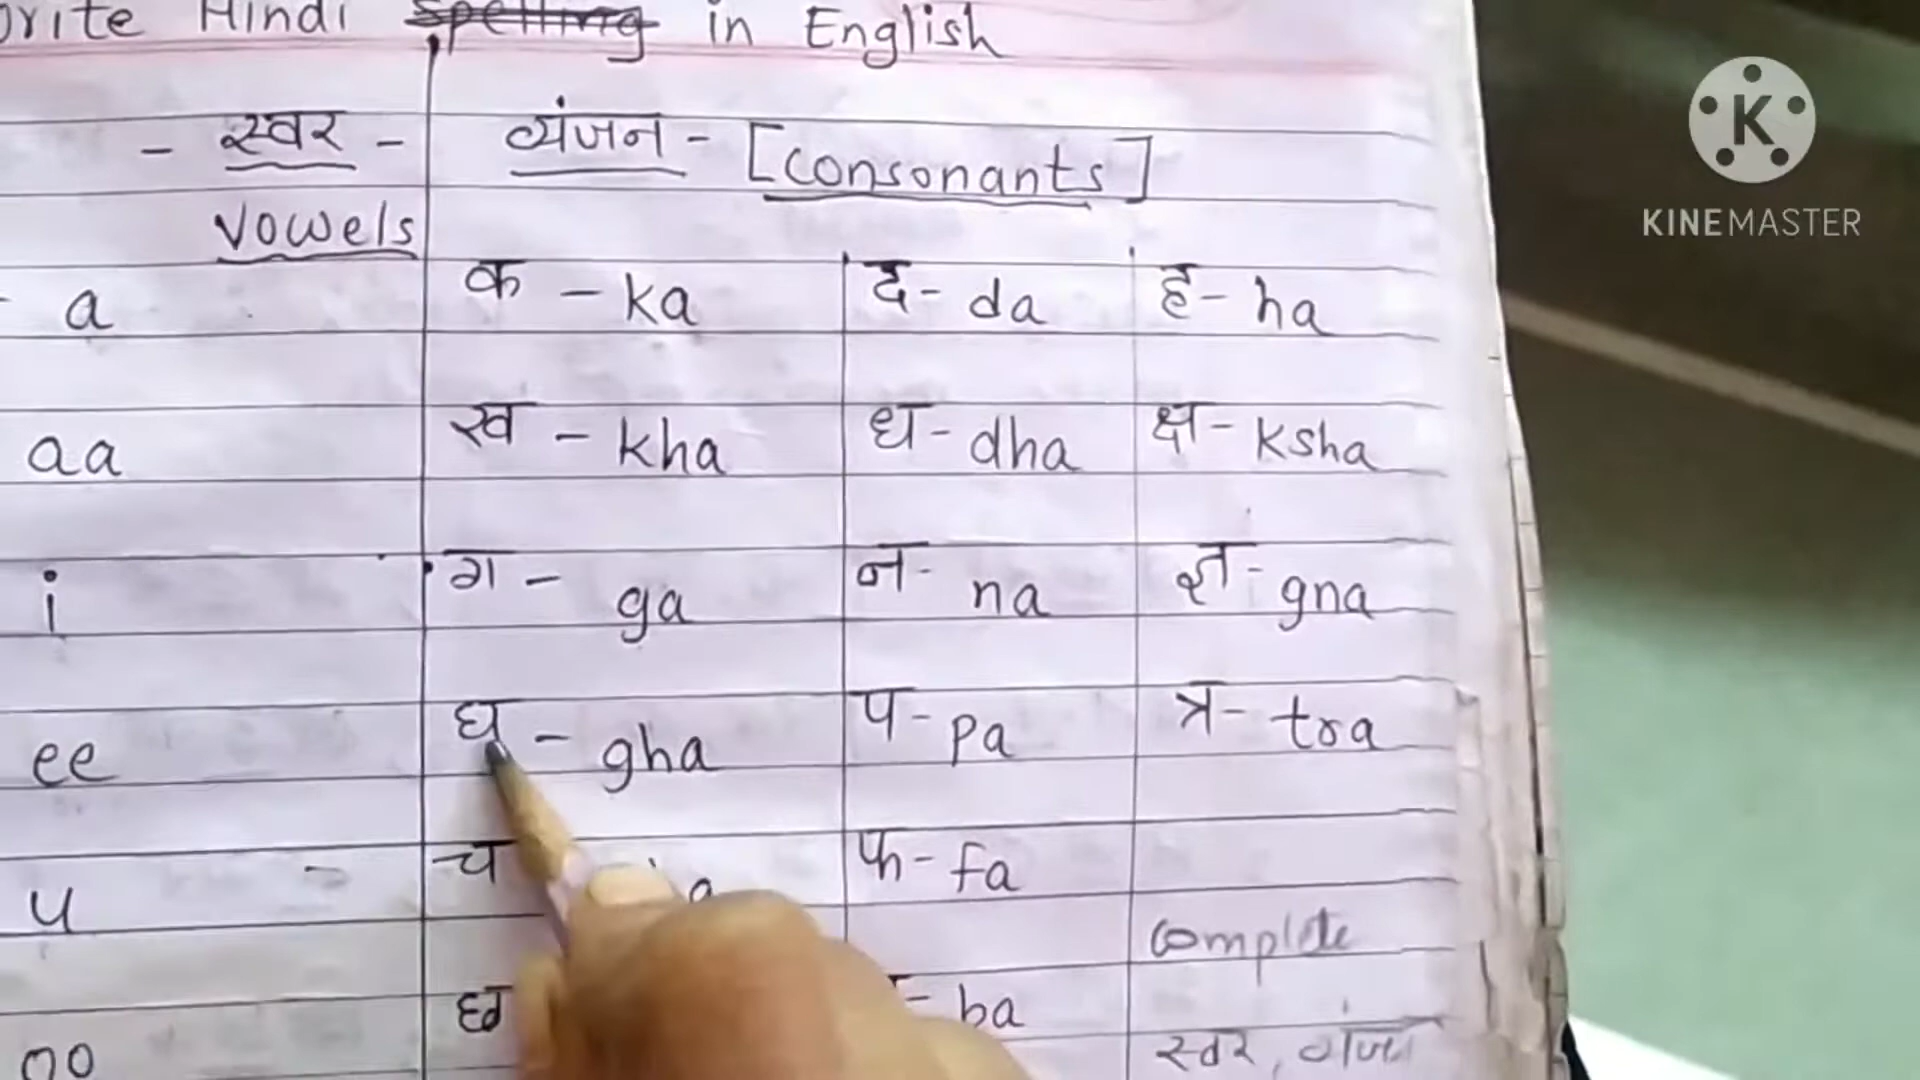 Hindi spelling in English
- स्वर - व्यंजन - [consonants]
vowels
a क - ka द - da ह - ha
aa ख - kha ध - dha क्ष - ksha
i ग - ga न - na ज्ञ - gna
ee घ - gha प - pa त्र - tra
u च फ - fa
complete
oo छ - ba
स्वर, व्यंजन
K
KINEMASTER